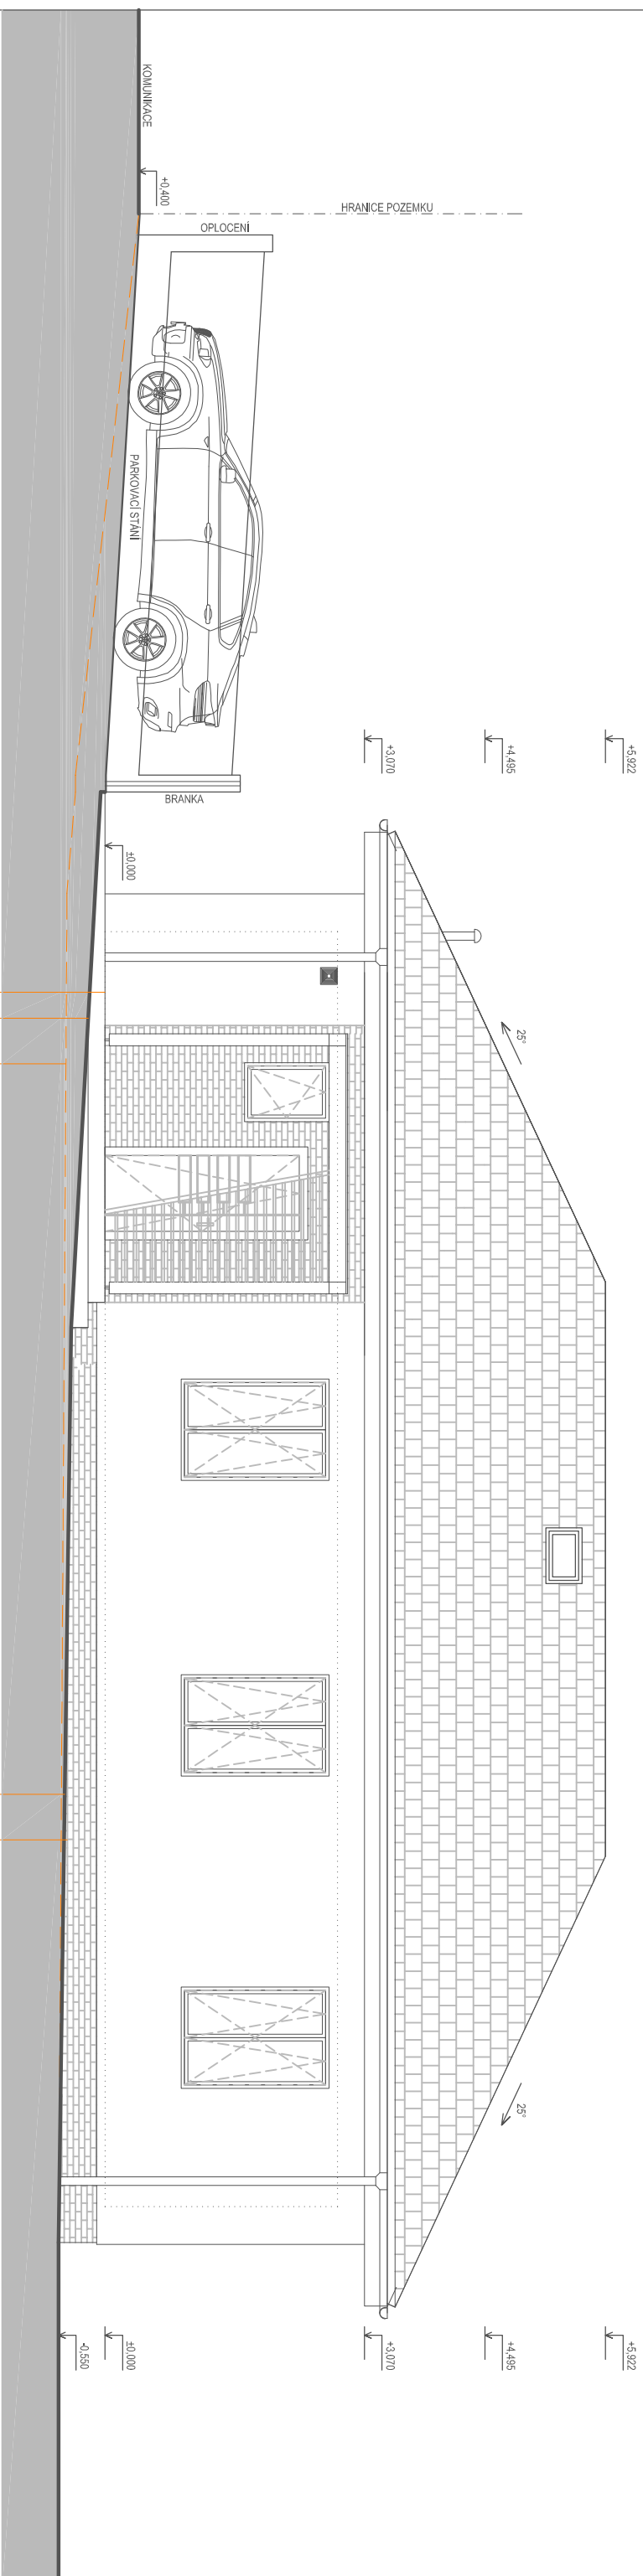 KOMUNIKACE
+0,400
HRANICE POZEMKU
OPLOCENÍ
PARKOVACÍ STÁNÍ
BRANKA
+5,922
+4,495
+3,070
±0,000
25°
25°
+5,922
+4,495
+3,070
±0,000
-0,550